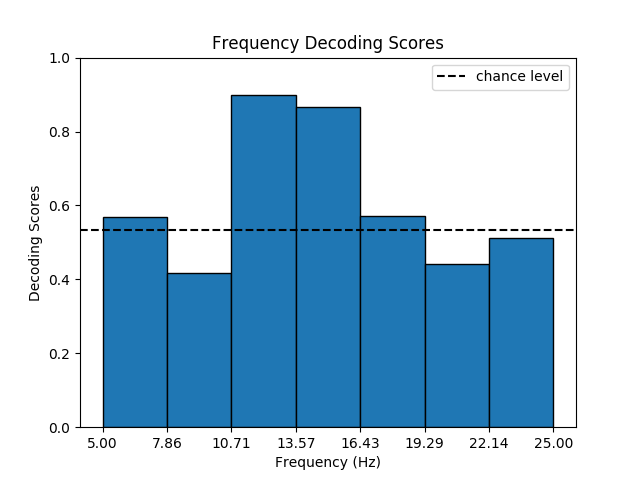 Frequency Decoding Scores
chance level
Decoding Scores
1.0
0.8
0.6
0.4
0.2
0.0
5.00 7.86 10.71 13.57 16.43 19.29 22.14 25.00
Frequency (Hz)